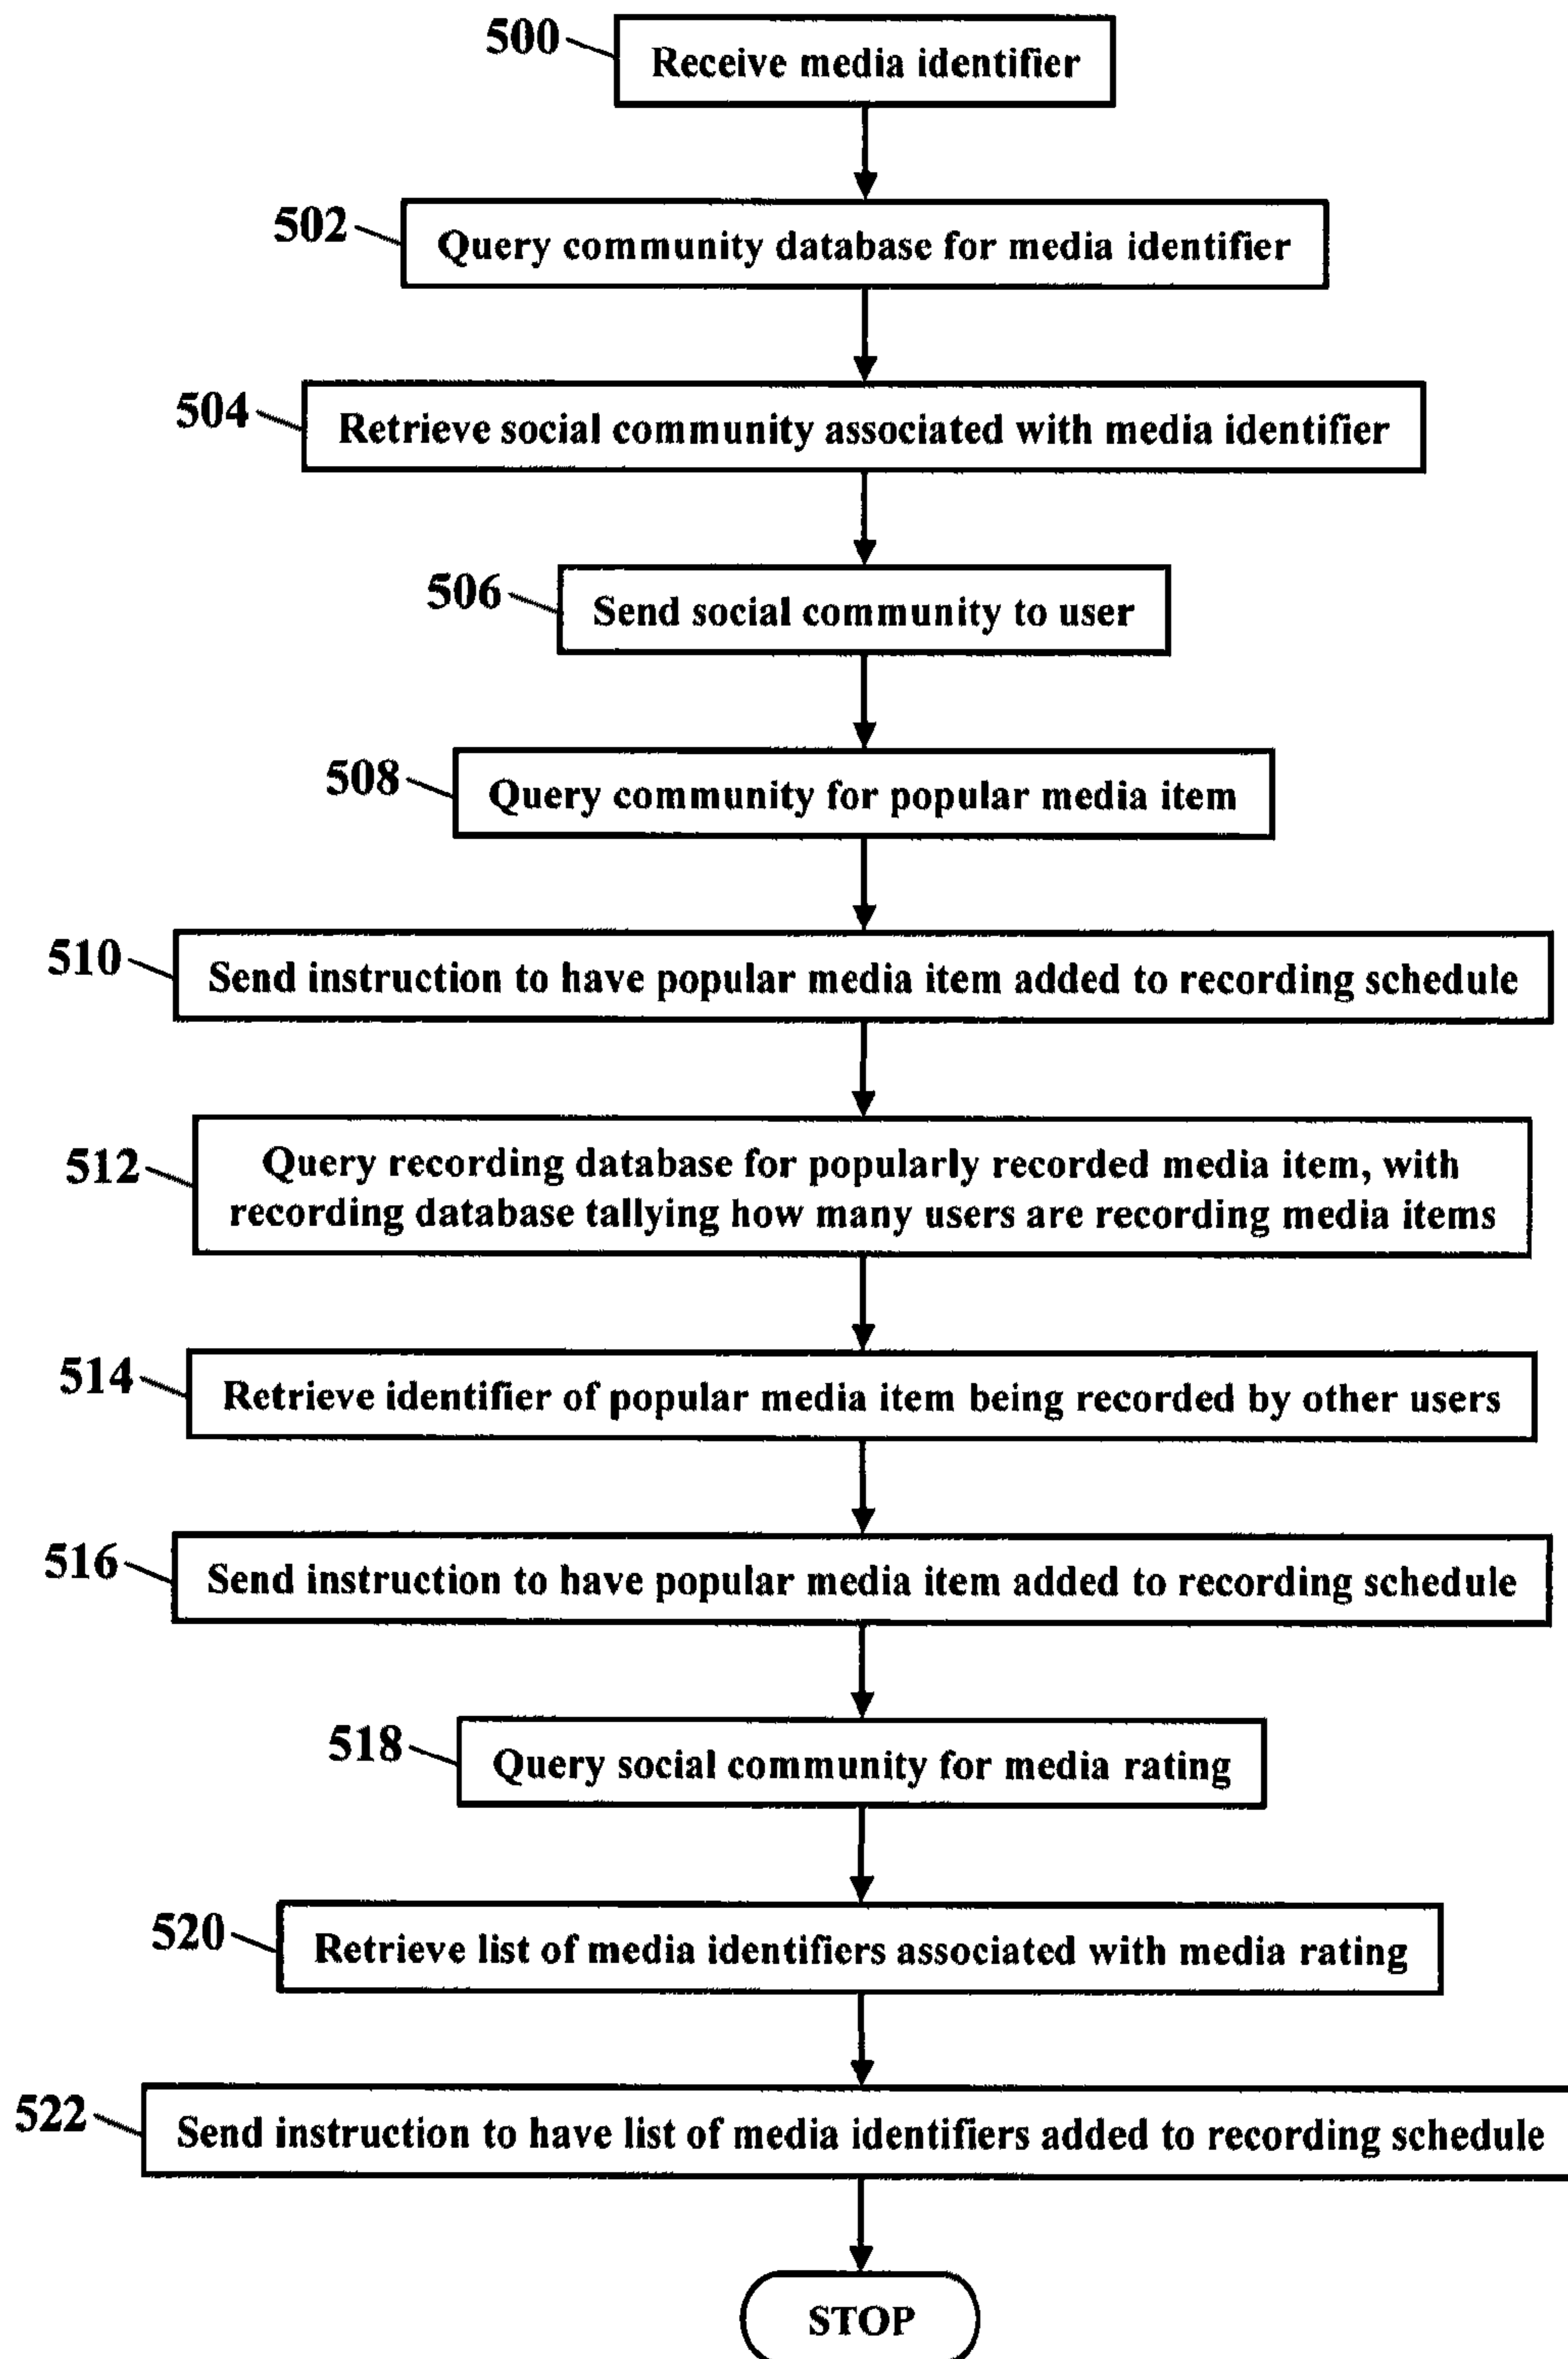 500
Receive media identifier
502
Query community database for media identifier
504
Retrieve social community associated with media identifier
506
Send social community to user
508
Query community for popular media item
510
Send instruction to have popular media item added to recording schedule
512
Query recording database for popularly recorded media item, with
recording database tallying how many users are recording media items
514
Retrieve identifier of popular media item being recorded by other users
516
Send instruction to have popular media item added to recording schedule
518
Query social community for media rating
520
Retrieve list of media identifiers associated with media rating
522
Send instruction to have list of media identifiers added to recording schedule
STOP